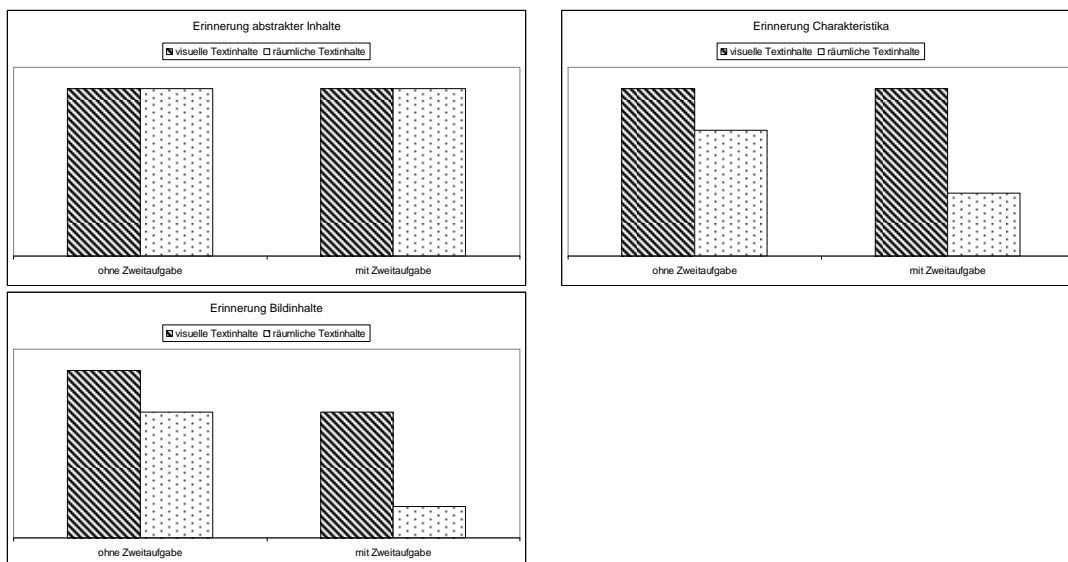 Erinnerung abstrakter Inhalte
visuelle Textinhalte räumliche Textinhalte
ohne Zweitaufgabe mit Zweitaufgabe
Erinnerung Charakteristika
visuelle Textinhalte räumliche Textinhalte
ohne Zweitaufgabe mit Zweitaufgabe
Erinnerung Bildinhalte
visuelle Textinhalte räumliche Textinhalte
ohne Zweitaufgabe mit Zweitaufgabe